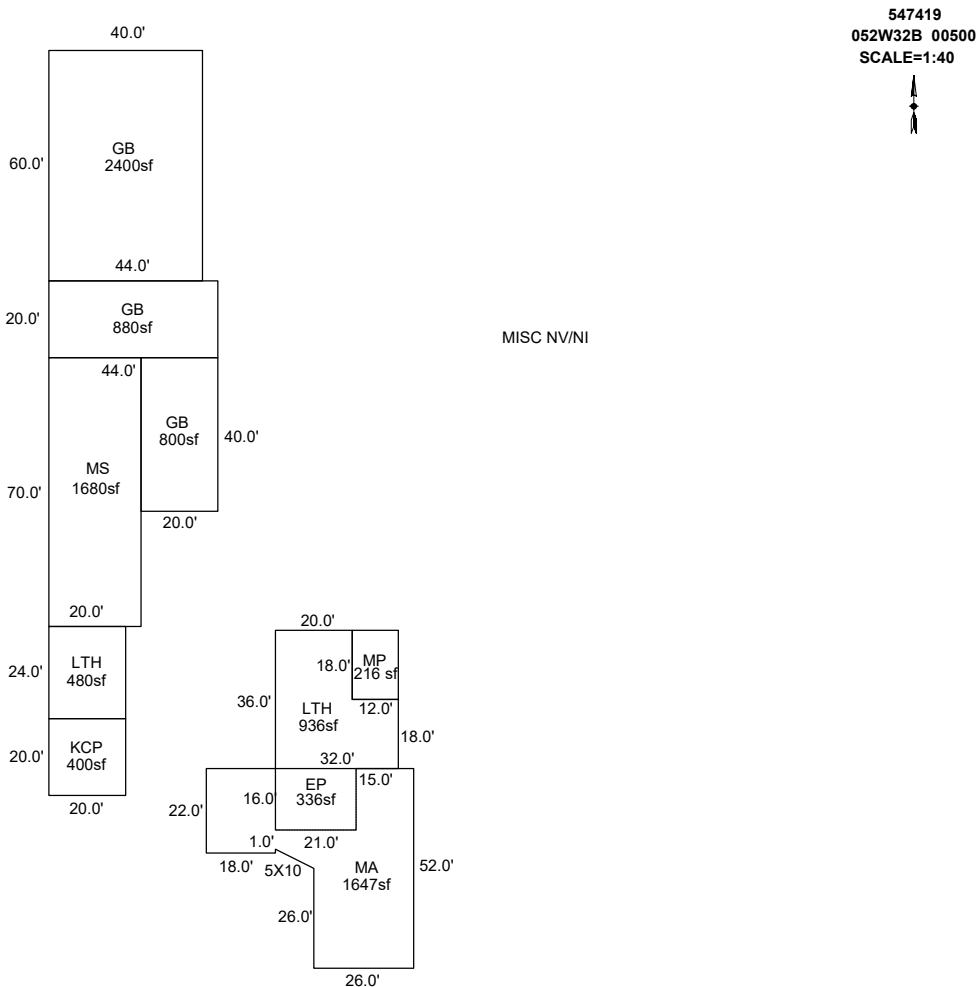 547419
052W32B 00500
SCALE=1:40
40.0'
GB
2400sf
60.0'
44.0'
GB
880sf
20.0'
MISC NV/NI
44.0'
GB
800sf
40.0'
MS
1680sf
70.0'
20.0'
20.0'
LTH
480sf
24.0'
KCP
400sf
20.0'
20.0'
20.0'
MP
216 sf
18.0'
12.0'
36.0'
LTH
936sf
18.0'
32.0'
15.0'
EP
336sf
16.0'
22.0'
1.0'
21.0'
18.0'
5X10
MA
1647sf
52.0'
26.0'
26.0'